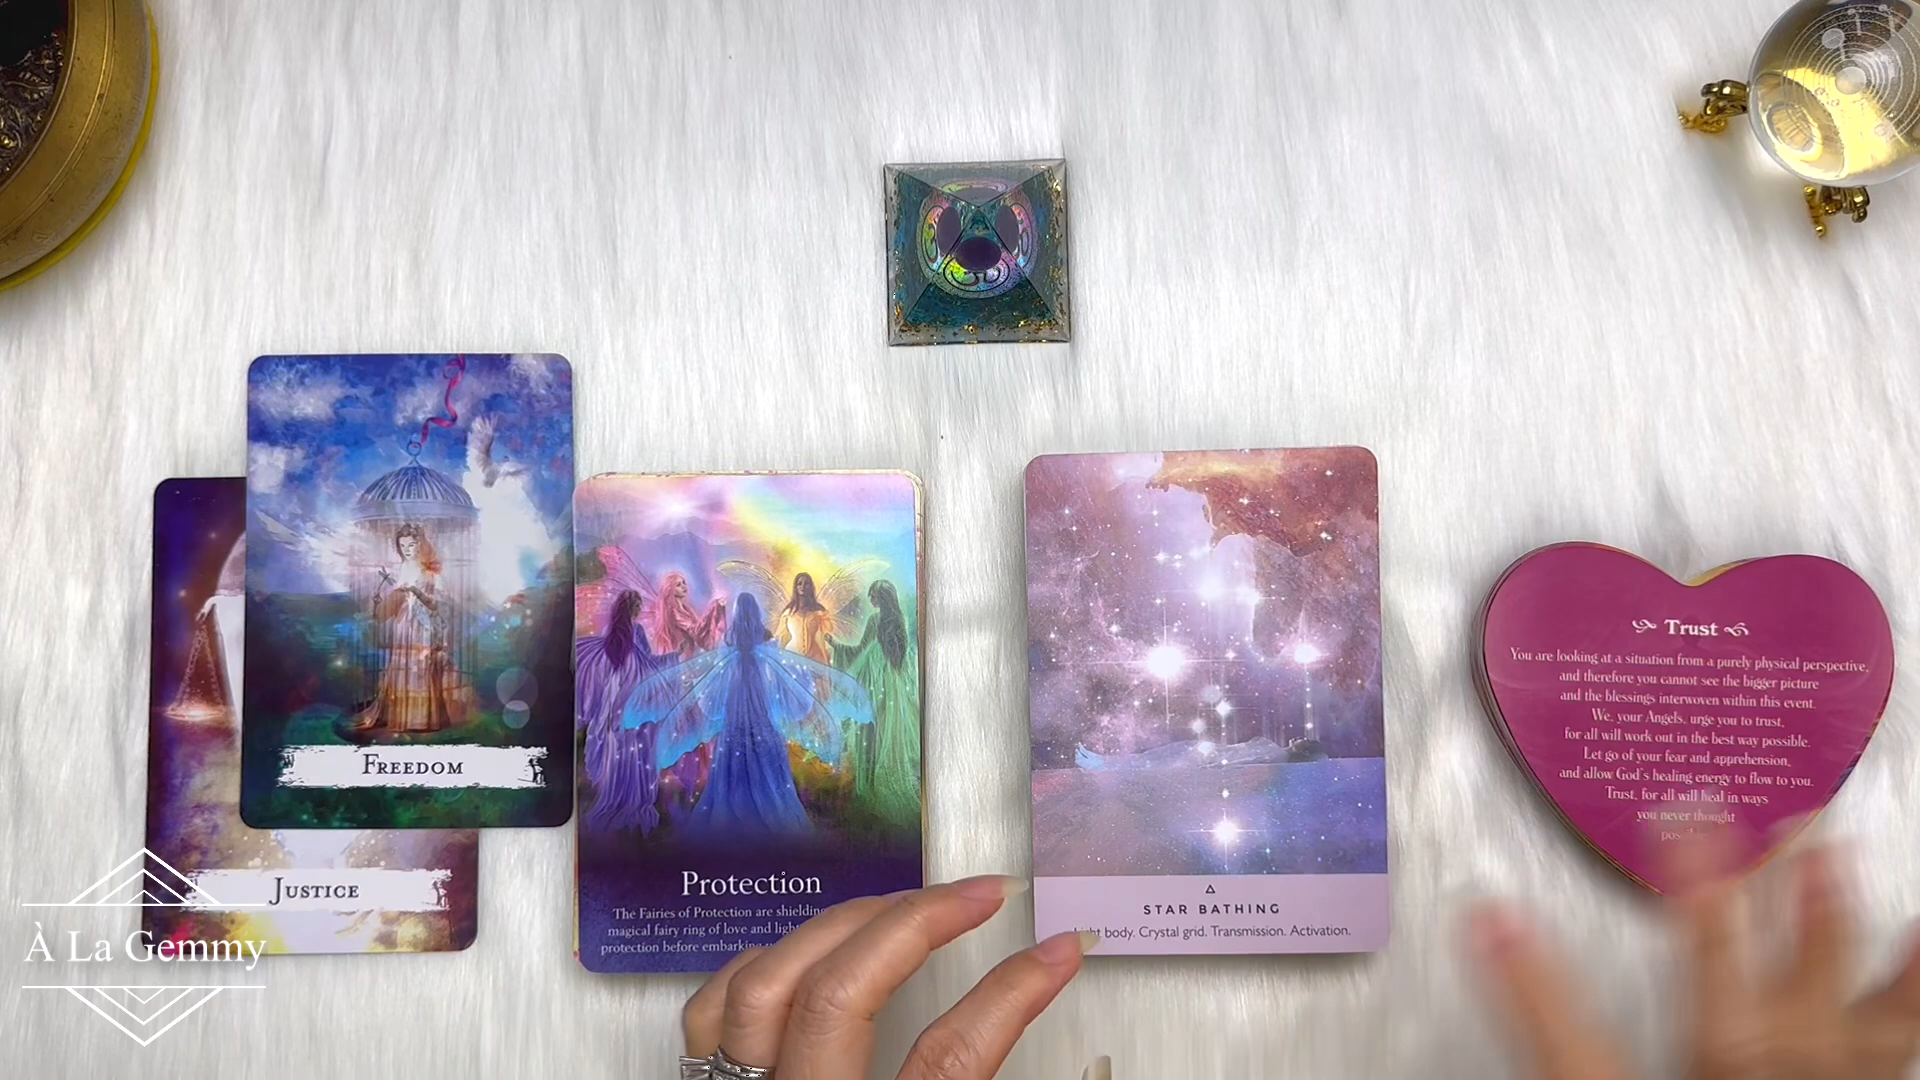 FREEDOM
JUSTICE
À LA GEMMY
Protection
The Fairies of Protection are shielding
magical fairy ring of love and light
protection before embarking
STAR BATHING
Light body. Crystal grid. Transmission. Activation.
Trust
You are looking at a situation from a purely physical perspective,
and therefore you cannot see the bigger picture
and the blessings interwoven within this event.
We, your Angels, urge you to trust,
for all will work out in the best way possible.
Let go of your fear and apprehension,
and allow God's healing energy to flow to you.
Trust, for all will heal in ways
you never thought